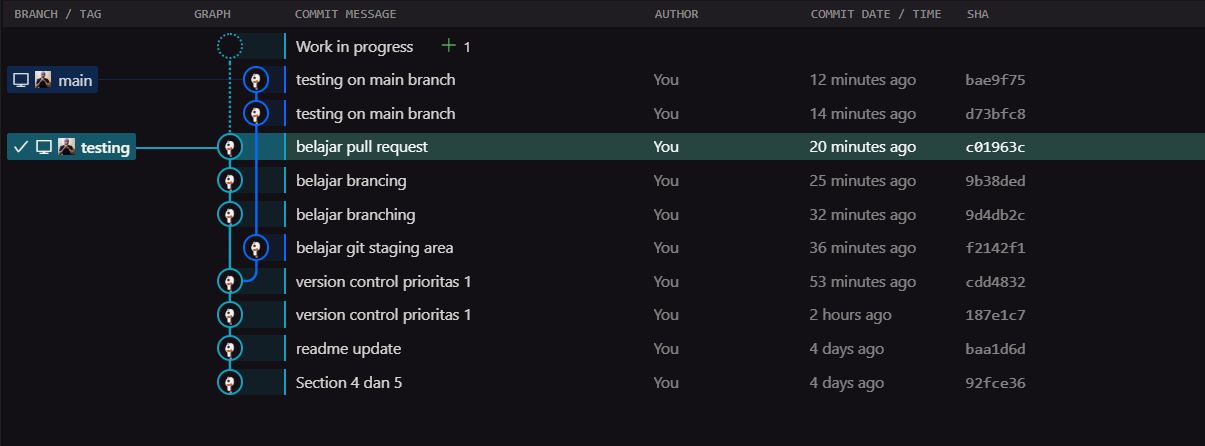 BRANCH / TAG GRAPH COMMIT MESSAGE AUTHOR COMMIT DATE / TIME SHA
Work in progress + 1
main testing on main branch You 12 minutes ago bae9f75
testing on main branch You 14 minutes ago d73bfc8
testing belajar pull request You 20 minutes ago c01963c
belajar brancing You 25 minutes ago 9b38ded
belajar branching You 32 minutes ago 9d4db2c
belajar git staging area You 36 minutes ago f2142f1
version control prioritas 1 You 53 minutes ago cdd4832
version control prioritas 1 You 2 hours ago 187e1c7
readme update You 4 days ago baa1d6d
Section 4 dan 5 You 4 days ago 92fce36